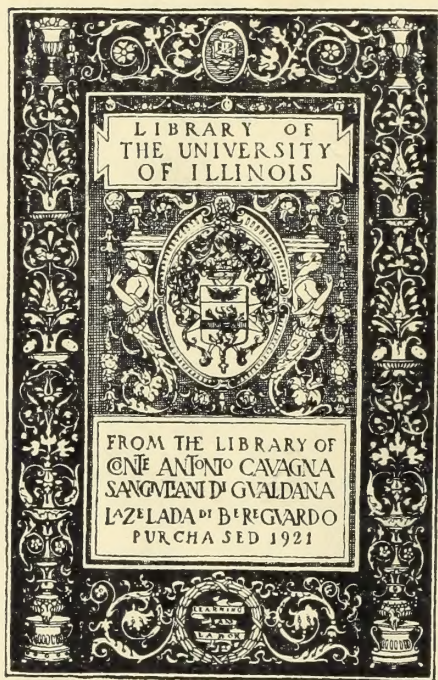 LIBRARY OF
THE UNIVERSITY
OF ILLINOIS
FROM THE LIBRARY OF
CONTE ANTONIO CAVAGNA
SANGIULIANI DI GUALDANA
LAZELADA DI BEREGUARDO
PURCHASED 1921
LEARNING
LABOR